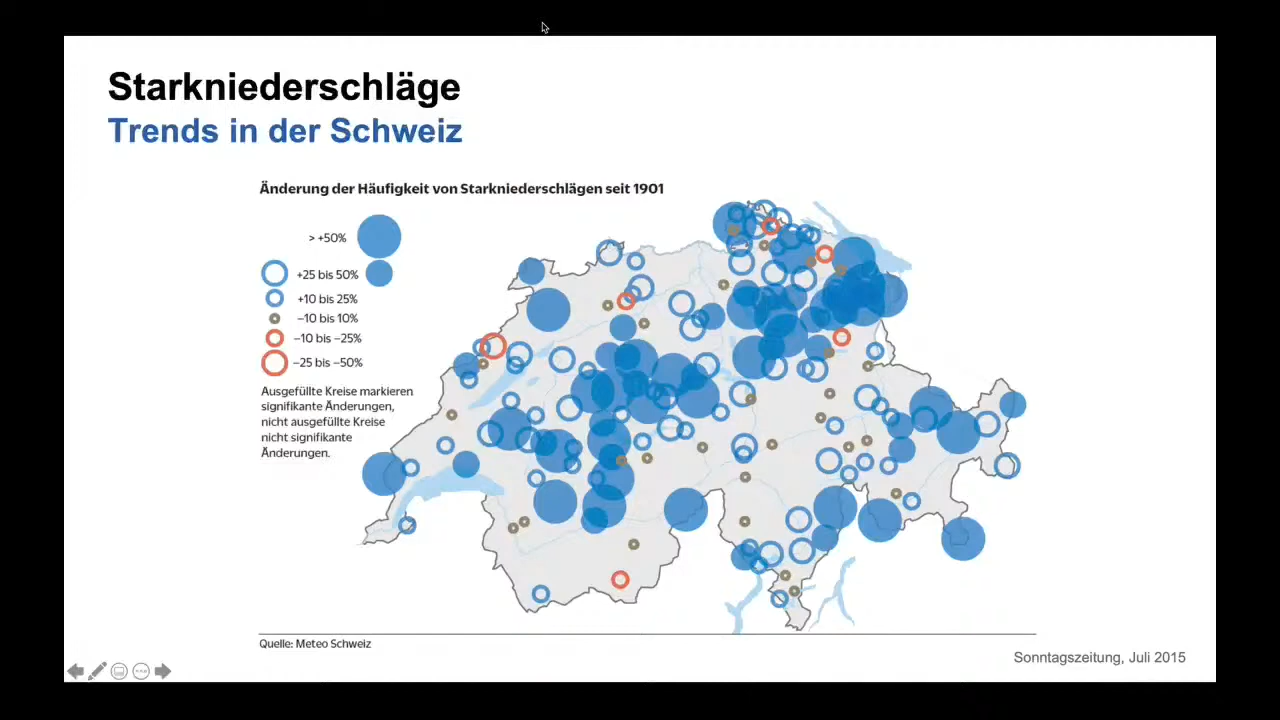 Starkniederschläge
Trends in der Schweiz
Änderung der Häufigkeit von Starkniederschlägen seit 1901
> +50%
+25 bis 50%
+10 bis 25%
–10 bis 10%
–10 bis –25%
–25 bis –50%
Ausgefüllte Kreise markieren
signifikante Änderungen,
nicht ausgefüllte Kreise
nicht signifikante
Änderungen.
Quelle: Meteo Schweiz
Sonntagszeitung, Juli 2015